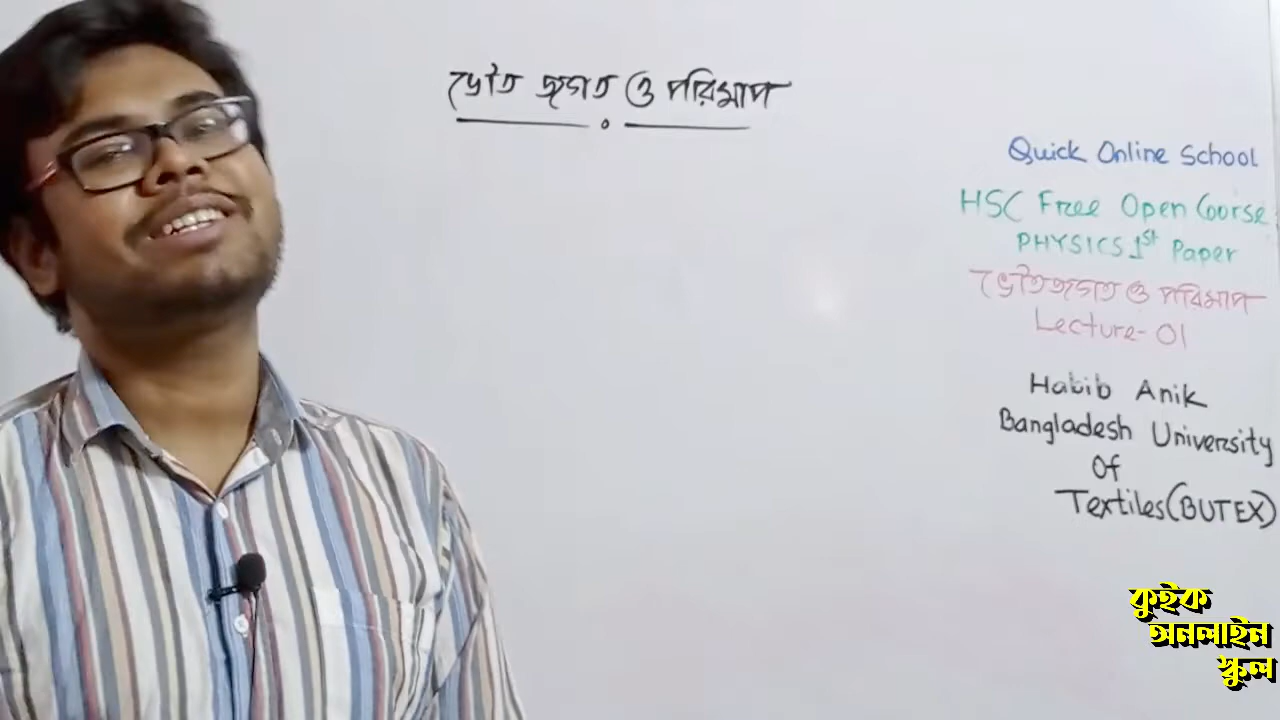 ভৌত জগত ও পরিমাপ
Quick Online School
HSC Free Open Course
PHYSICS 1st Paper
ভৌতজগত ও পরিমাপ
Lecture-01
Habib Anik
Bangladesh University
Of
Textiles(BUTEX)
কুইক
অনলাইন
স্কুল